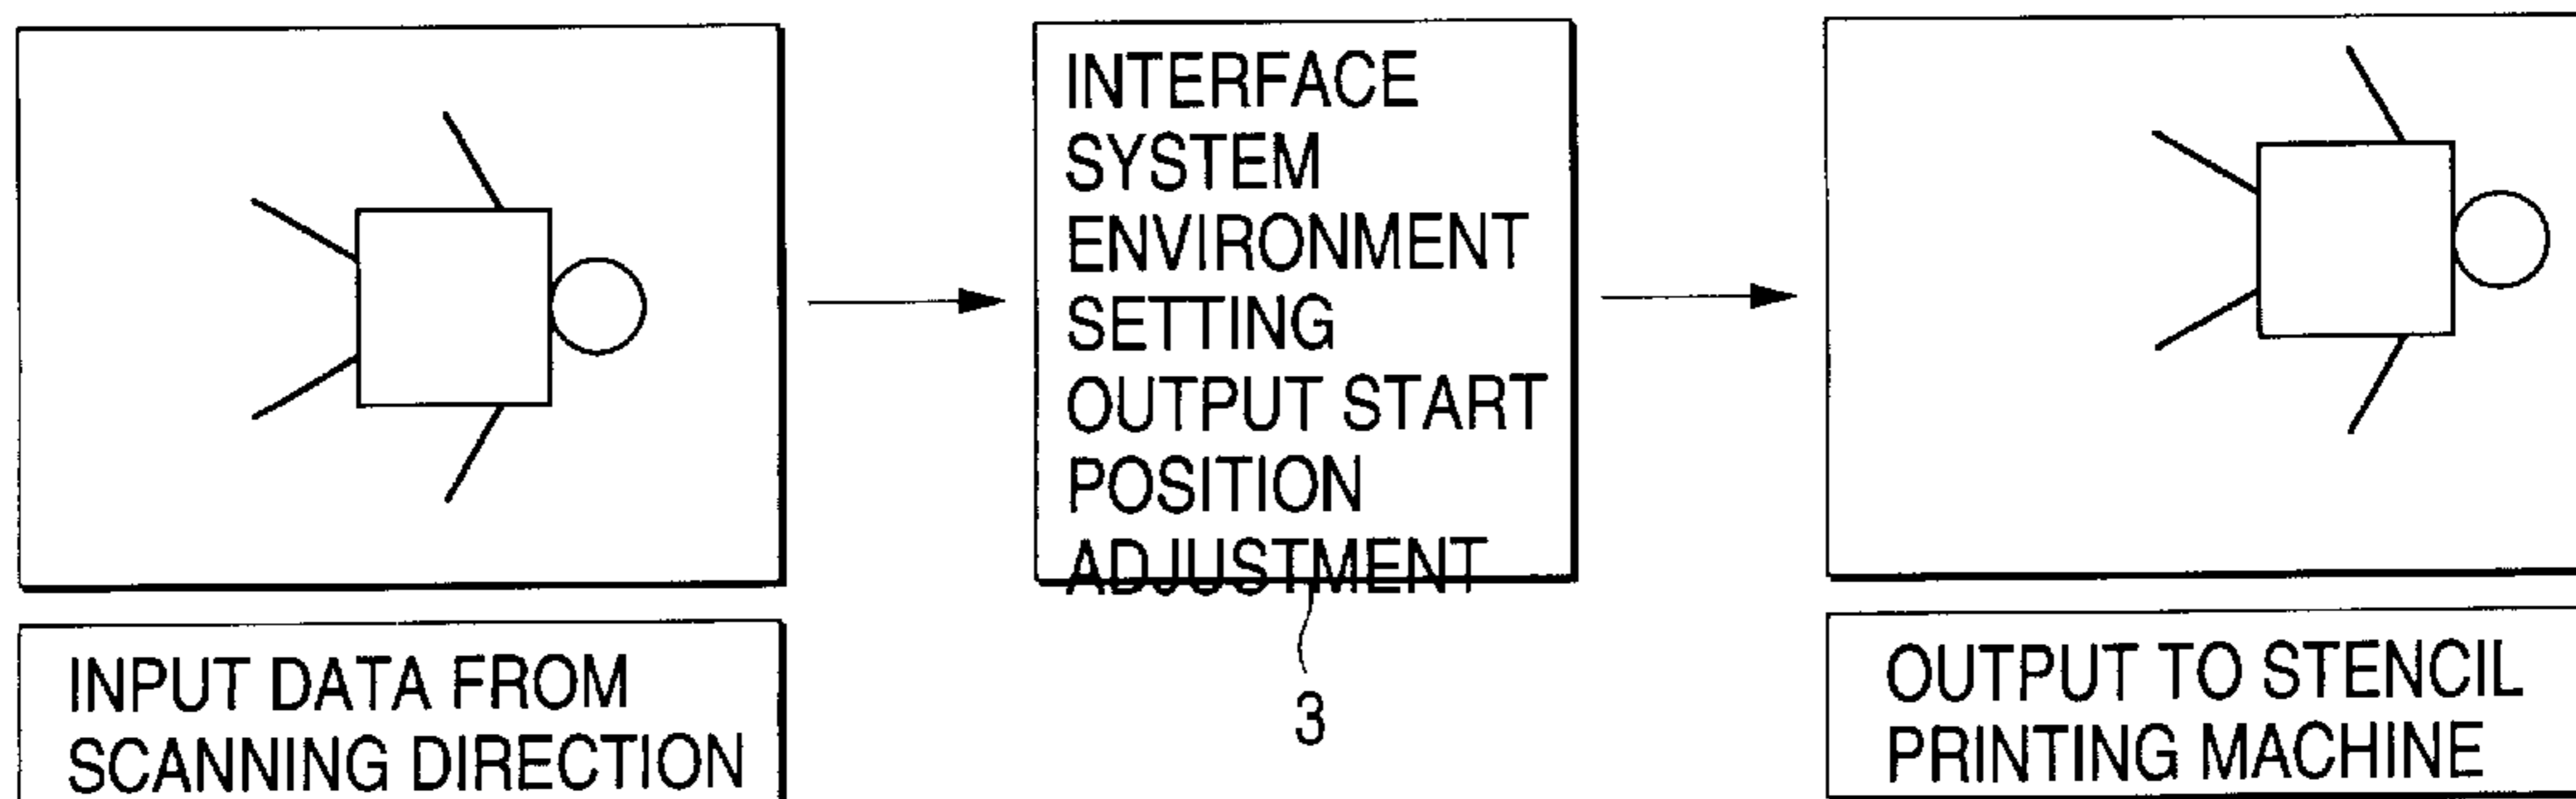 INTERFACE
SYSTEM
ENVIRONMENT
SETTING
OUTPUT START
POSITION
ADJUSTMENT
3
INPUT DATA FROM
SCANNING DIRECTION
OUTPUT TO STENCIL
PRINTING MACHINE